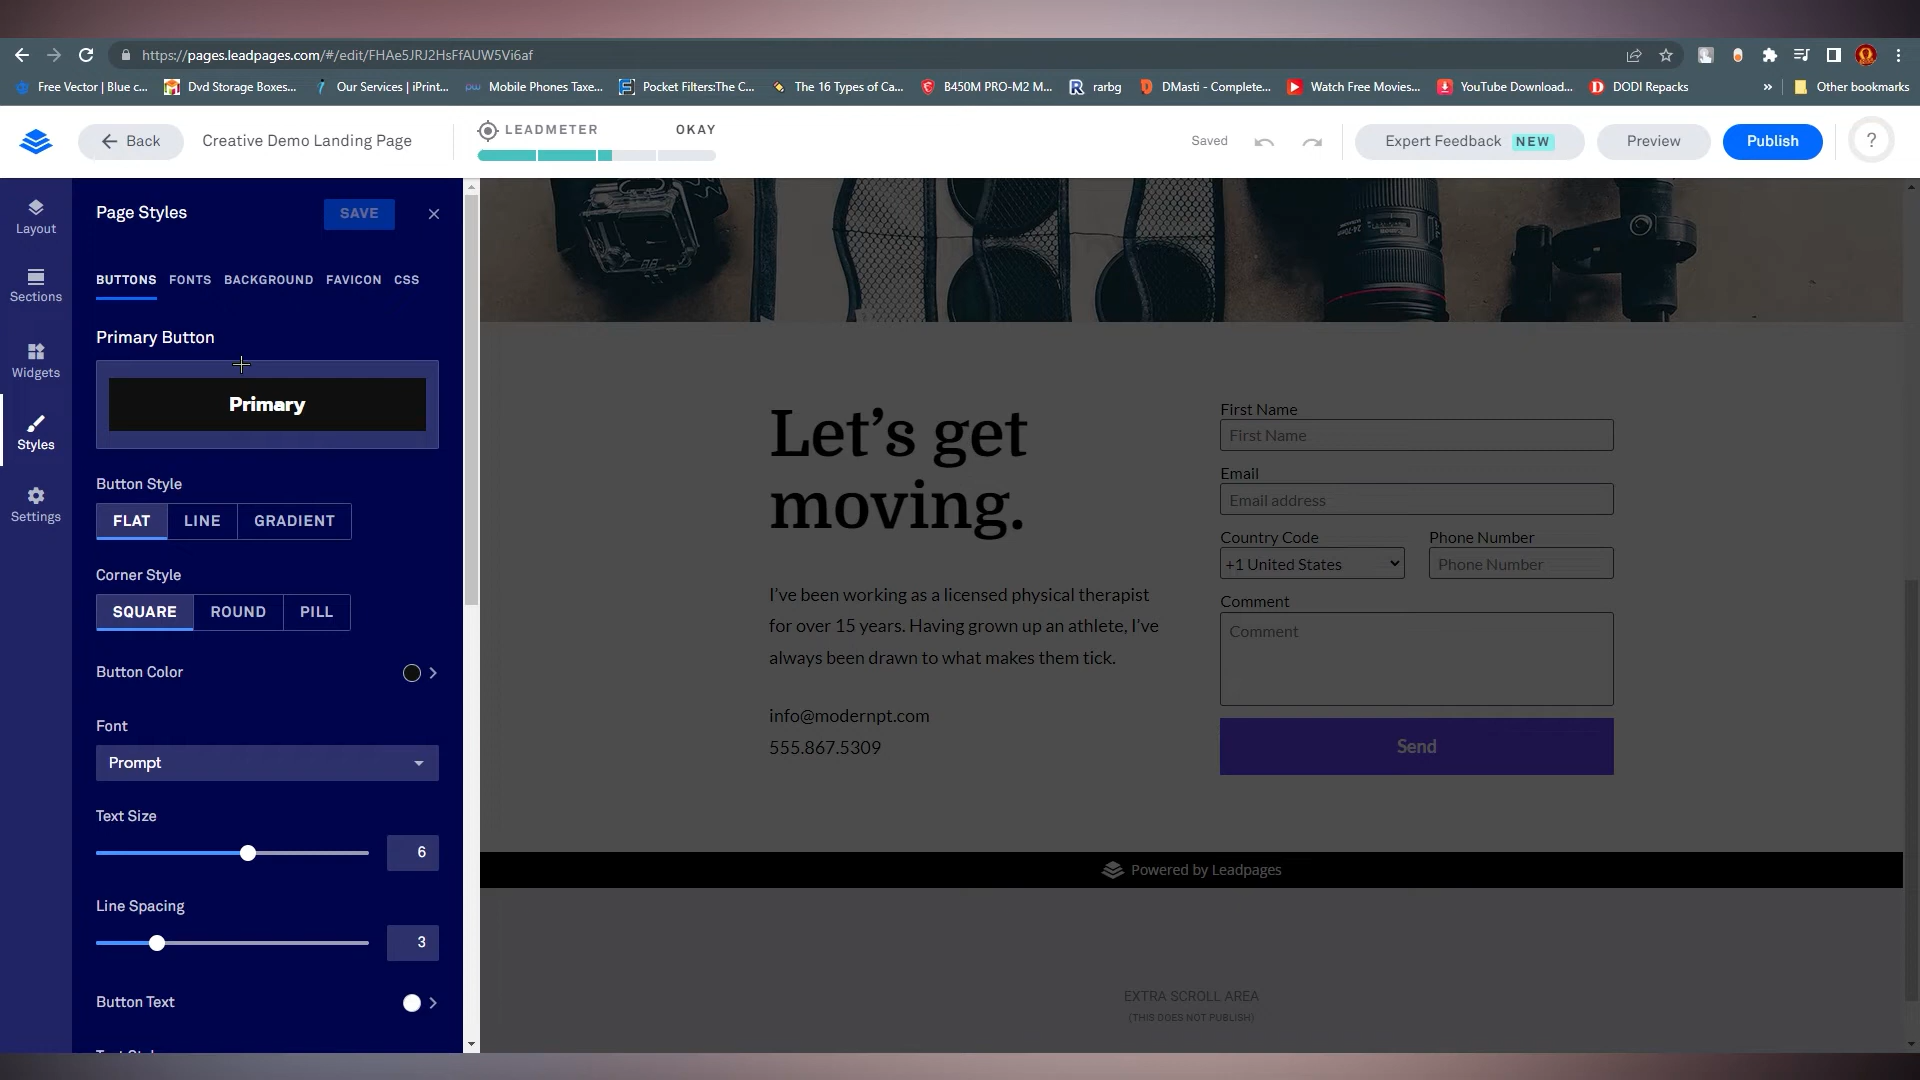 https://pages.leadpages.com/#/edit/FHAe5JRJ2HsFfAUW5Vi6af
Free Vector | Blue c...
Dvd Storage Boxes...
Our Services | iPrint...
Mobile Phones Taxe...
Pocket Filters:The C...
The 16 Types of Ca...
B450M PRO-M2 M...
rarbg
DMasti - Complete...
Watch Free Movies...
YouTube Download...
DODI Repacks
»
Other bookmarks
Back
Creative Demo Landing Page
LEADMETER
OKAY
Saved
Expert Feedback NEW
Preview
Publish
?
Layout
Sections
Widgets
Styles
Settings
Page Styles
SAVE
BUTTONS FONTS BACKGROUND FAVICON CSS
Primary Button
Primary
Button Style
FLAT LINE GRADIENT
Corner Style
SQUARE ROUND PILL
Button Color
Font
Prompt
Text Size
6
Line Spacing
3
Button Text
24-70mm
Let’s get
moving.
I've been working as a licensed physical therapist
for over 15 years. Having grown up an athlete, I've
always been drawn to what makes them tick.
info@modernpt.com
555.867.5309
First Name
First Name
Email
Email address
Country Code Phone Number
+1 United States Phone Number
Comment
Comment
Send
Powered by Leadpages
EXTRA SCROLL AREA
(THIS DOES NOT PUBLISH)